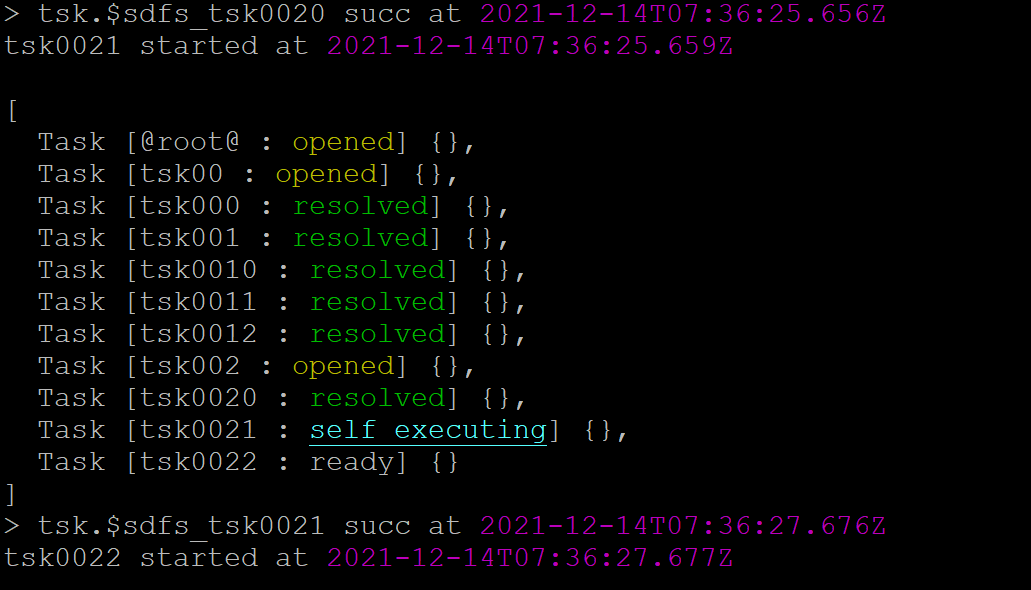 > tsk.$sdfs_tsk0020 succ at 2021-12-14T07:36:25.656Z
tsk0021 started at 2021-12-14T07:36:25.659Z
[
Task [@root@ : opened] {},
Task [tsk00 : opened] {},
Task [tsk000 : resolved] {},
Task [tsk001 : resolved] {},
Task [tsk0010 : resolved] {},
Task [tsk0011 : resolved] {},
Task [tsk0012 : resolved] {},
Task [tsk002 : opened] {},
Task [tsk0020 : resolved] {},
Task [tsk0021 : self executing] {},
Task [tsk0022 : ready] {}
]
> tsk.$sdfs_tsk0021 succ at 2021-12-14T07:36:27.676Z
tsk0022 started at 2021-12-14T07:36:27.677Z